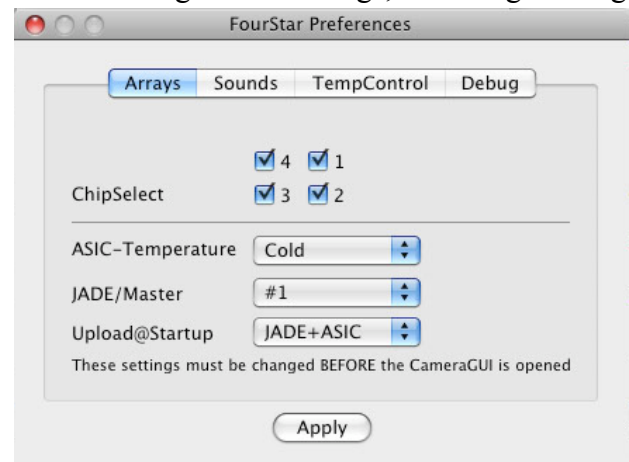 FourStar Preferences
Arrays Sounds TempControl Debug
4 1
ChipSelect 3 2
ASIC-Temperature Cold
JADE/Master #1
Upload@Startup JADE+ASIC
These settings must be changed BEFORE the CameraGUI is opened
Apply